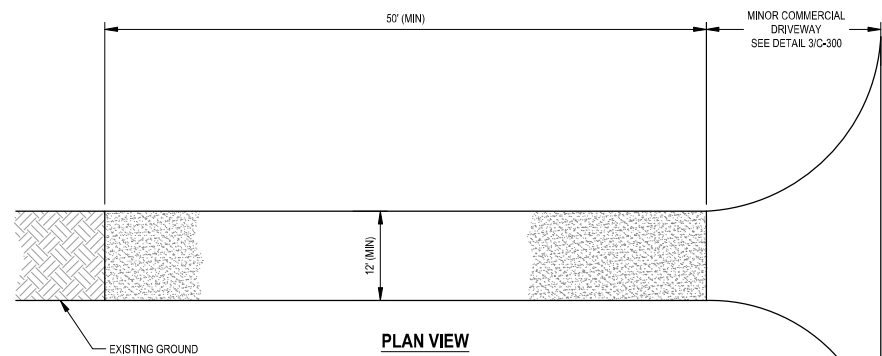 50' (MIN)
MINOR COMMERCIAL
DRIVEWAY
SEE DETAIL 3/C-300
12' (MIN)
EXISTING GROUND
PLAN VIEW